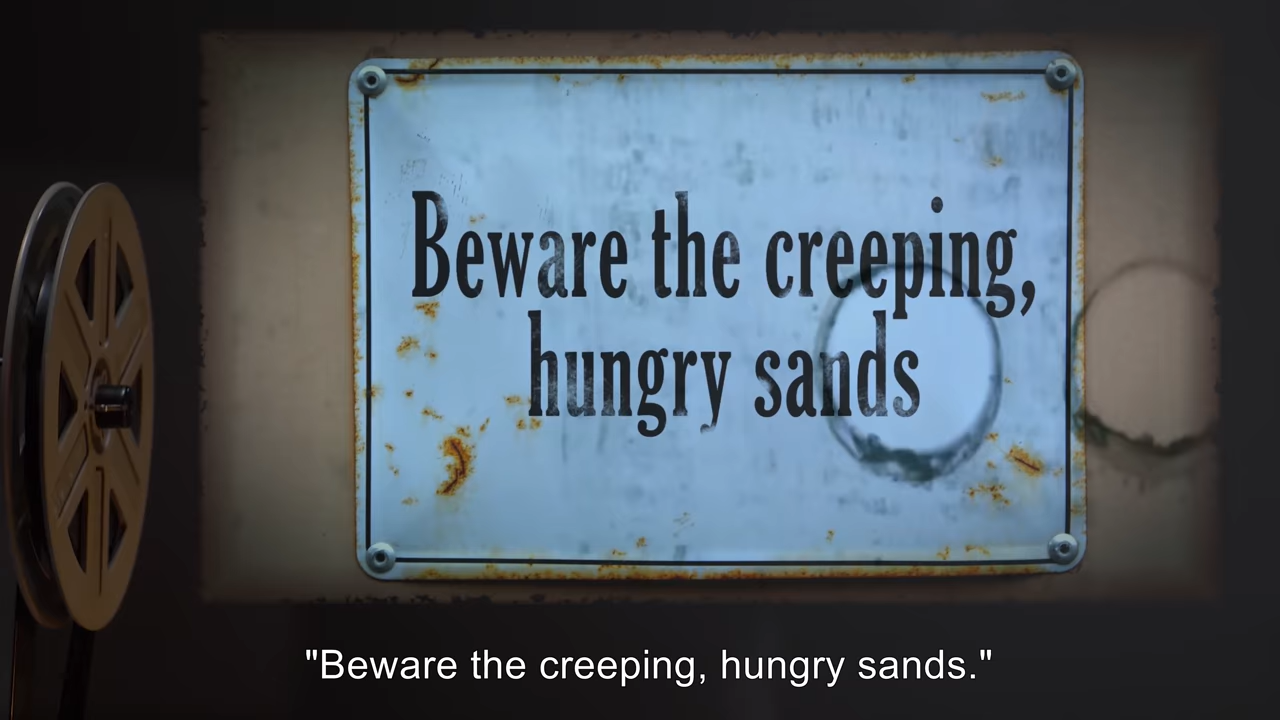 Beware the creeping,
hungry sands
"Beware the creeping, hungry sands."